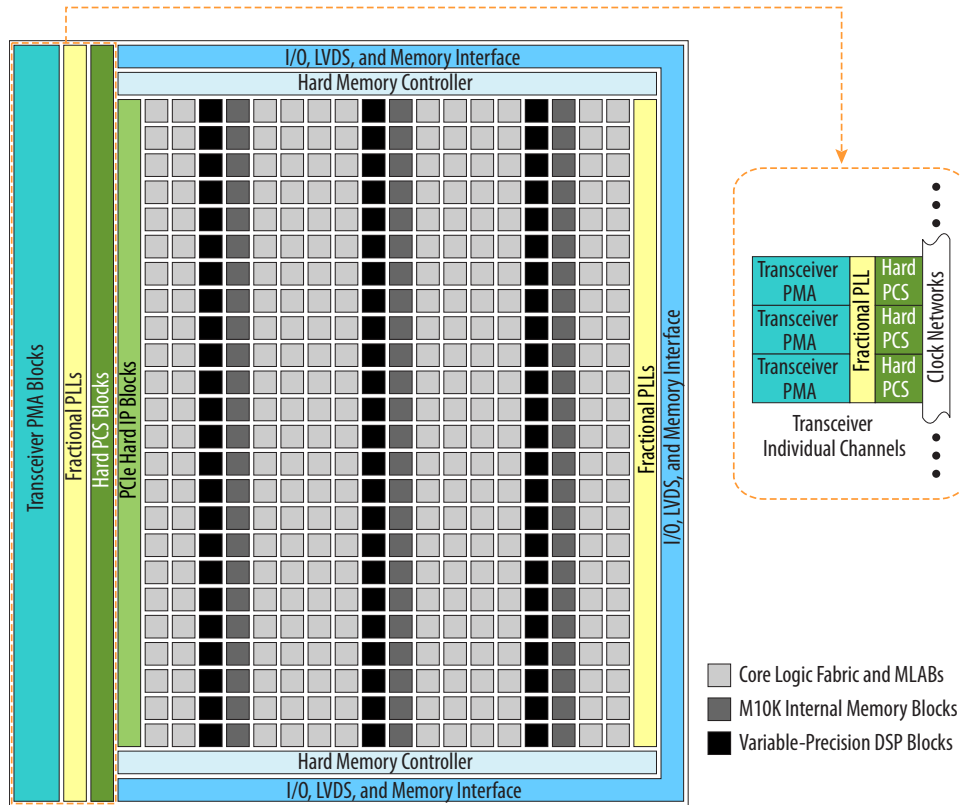 I/O, LVDS, and Memory Interface
Hard Memory Controller
Transceiver PMA Blocks
Fractional PLLs
Hard PCS Blocks
PCIe Hard IP Blocks
Fractional PLLs
I/O, LVDS, and Memory Interface
Hard Memory Controller
I/O, LVDS, and Memory Interface
Transceiver
PMA
Transceiver
PMA
Transceiver
PMA
Fractional PLL
Hard
PCS
Hard
PCS
Hard
PCS
Clock Networks
Transceiver
Individual Channels
Core Logic Fabric and MLABs
M10K Internal Memory Blocks
Variable-Precision DSP Blocks